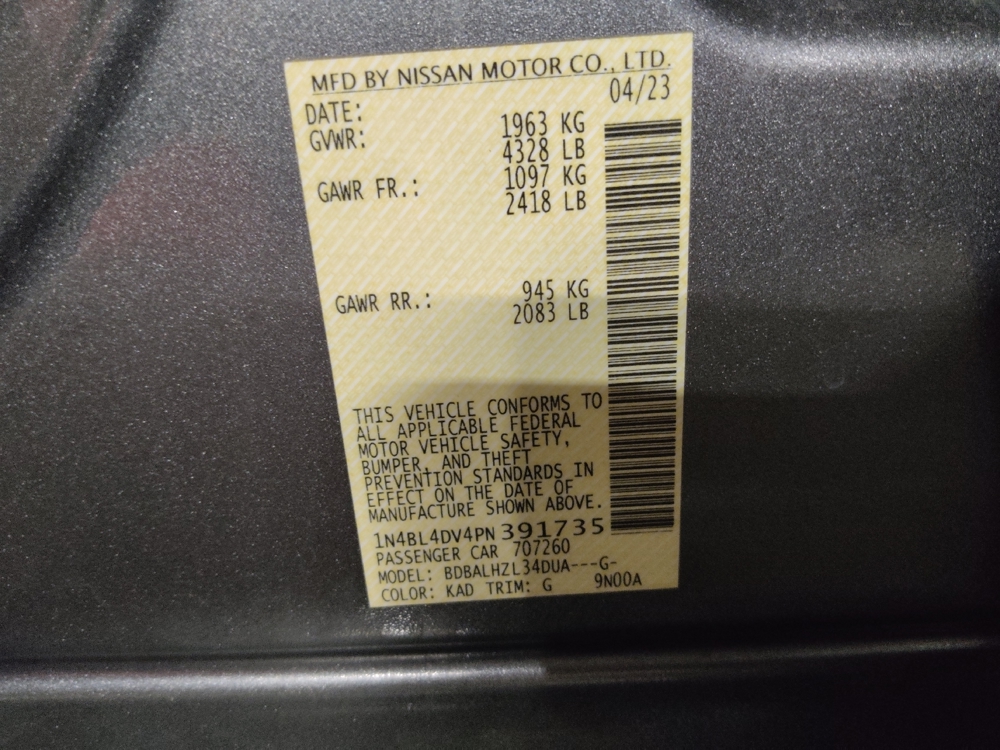 MFD BY NISSAN MOTOR CO., LTD.
DATE: 04/23
GVWR: 1963 KG
4328 LB
GAWR FR.: 1097 KG
2418 LB
GAWR RR.: 945 KG
2083 LB
THIS VEHICLE CONFORMS TO
ALL APPLICABLE FEDERAL
MOTOR VEHICLE SAFETY,
BUMPER, AND THEFT
PREVENTION STANDARDS IN
EFFECT ON THE DATE OF
MANUFACTURE SHOWN ABOVE.
1N4BL4DV4PN391735
PASSENGER CAR 707260
MODEL: BDBALHZL34DUA---G-
COLOR: KAD TRIM: G 9N00A